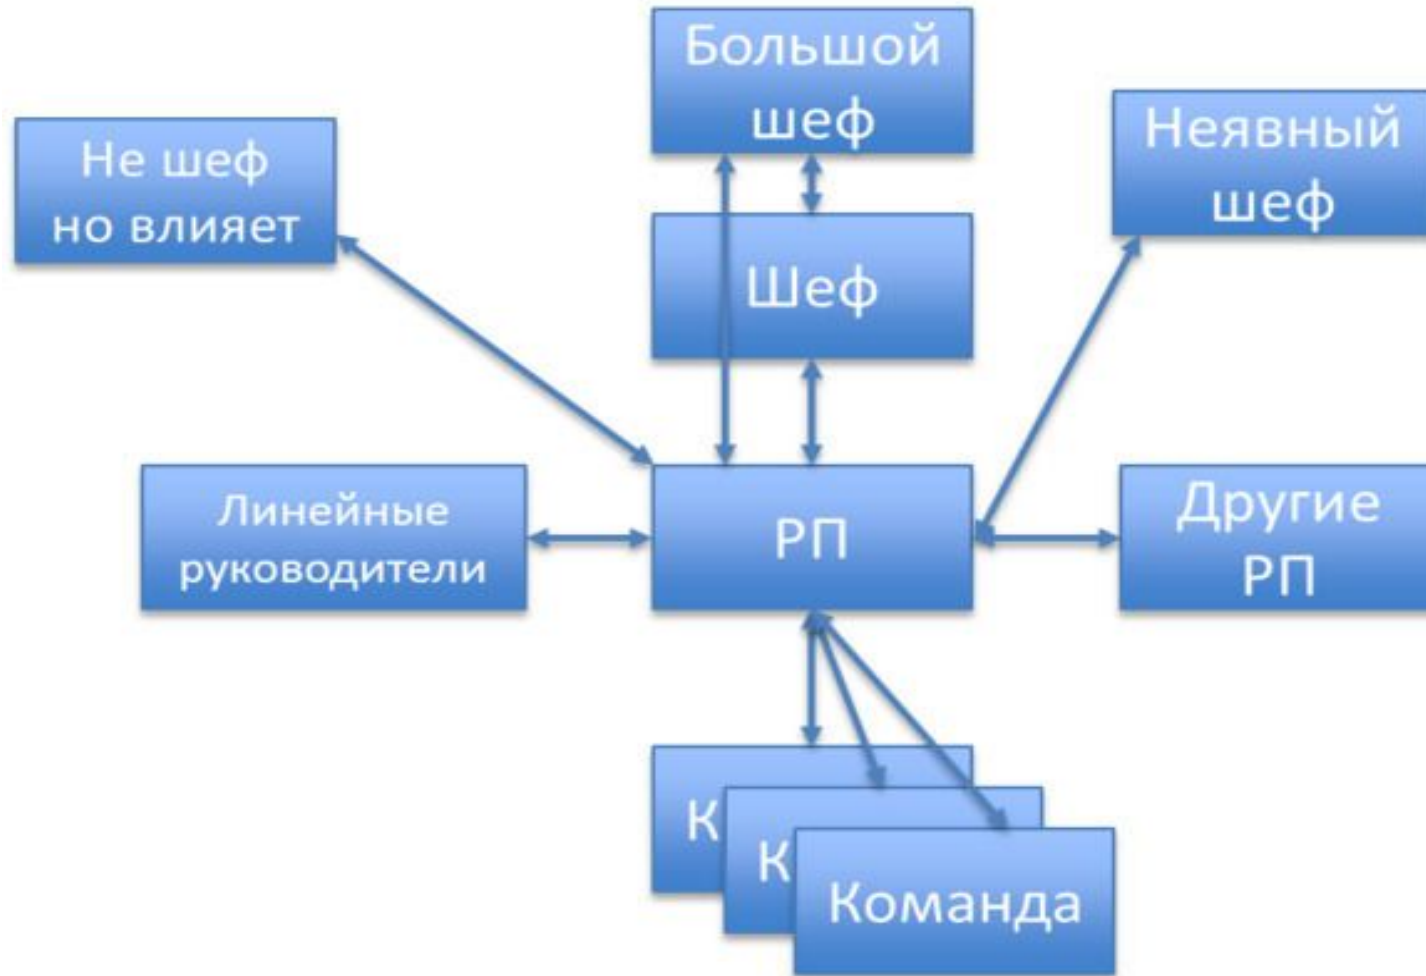 Большой
шеф
Не шеф
но влияет
Неявный
шеф
Шеф
Линейные
руководители
РП
Другие
РП
К
К
Команда